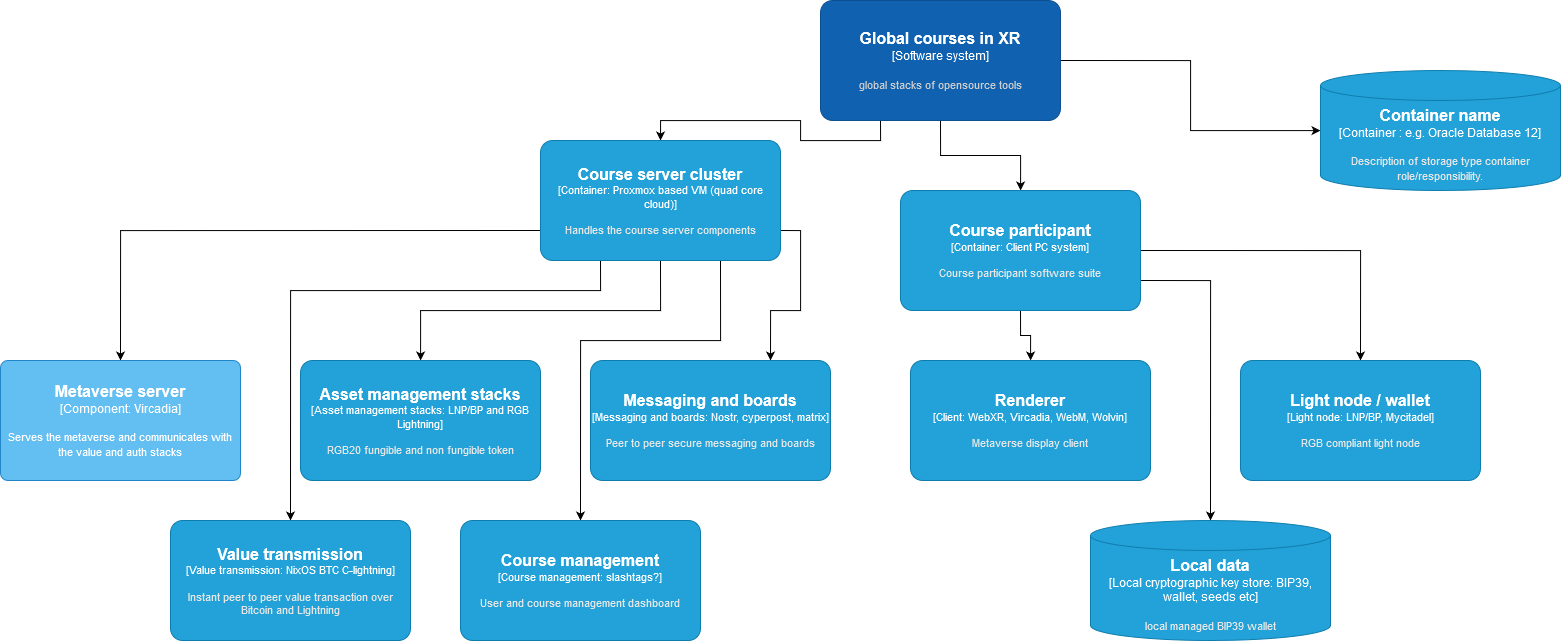 Global courses in XR
[Software system]
global stacks of opensource tools
Container name
[Container : e.g. Oracle Database 12]
Description of storage type container
role/responsibility.
Course server cluster
[Container: Proxmox based VM (quad core
cloud)]
Handles the course server components
Course participant
[Container: Client PC system]
Course participant software suite
Metaverse server
[Component: Vircadia]
Serves the metaverse and communicates with
the value and auth stacks
Asset management stacks
[Asset management stacks: LNP/BP and RGB
Lightning]
RGB20 fungible and non fungible token
Messaging and boards
[Messaging and boards: Nostr, cyperpost, matrix]
Peer to peer secure messaging and boards
Renderer
[Client: WebXR, Vircadia, WebM, Wolvin]
Metaverse display client
Light node / wallet
[Light node: LNP/BP, Mycitadel]
RGB compliant light node
Value transmission
[Value transmission: NixOS BTC C-lightning]
Instant peer to peer value transaction over
Bitcoin and Lightning
Course management
[Course management: slashtags?]
User and course management dashboard
Local data
[Local cryptographic key store: BIP39,
wallet, seeds etc]
local managed BIP39 wallet